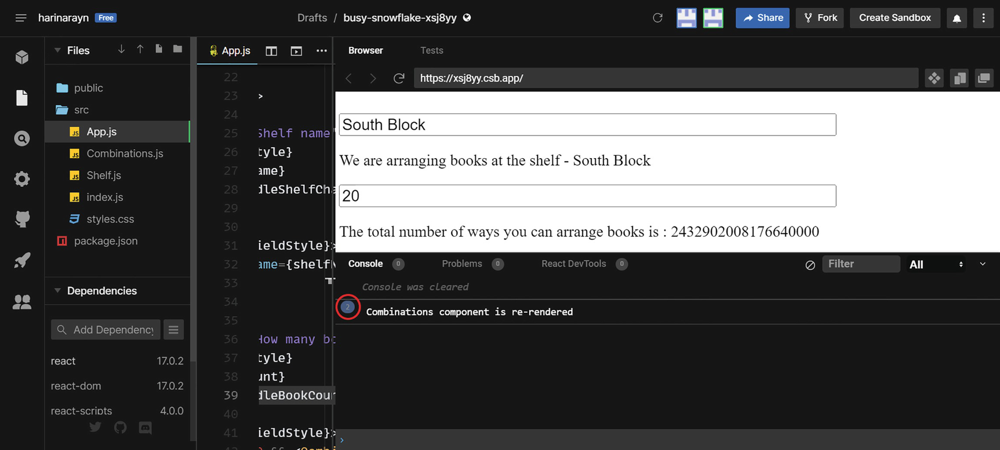 harinarayn Free
Drafts / busy-snowflake-xsj8yy
Share
Fork
Create Sandbox
Files
public
src
JS App.js
JS Combinations.js
JS Shelf.js
JS index.js
styles.css
package.json
Dependencies
Add Dependency
react 17.0.2
react-dom 17.0.2
react-scripts 4.0.0
App.js
22
23 >
24
25 Shelf name"
26 tyle}
27 ame}
28 dleShelfCha
29
30
31 ieldStyle}>
32 ame={shelfN
33
34
35
36 How many bo
37 tyle}
38 unt}
39 dleBookCoun
40
41 ieldStyle}>
Browser Tests
https://xsj8yy.csb.app/
South Block
We are arranging books at the shelf - South Block
20
The total number of ways you can arrange books is : 2432902008176640000
Console 0 Problems 0 React DevTools 0
Filter All
Console was cleared
2 Combinations component is re-rendered
›